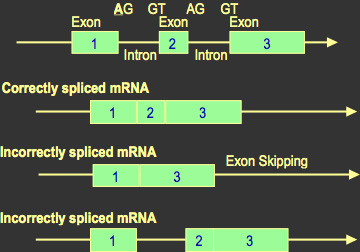 AG GT AG GT
Exon Exon Exon
1 2 3
Intron Intron
Correctly spliced mRNA
1 2 3
Incorrectly spliced mRNA
Exon Skipping
1 3
Incorrectly spliced mRNA
1 2 3